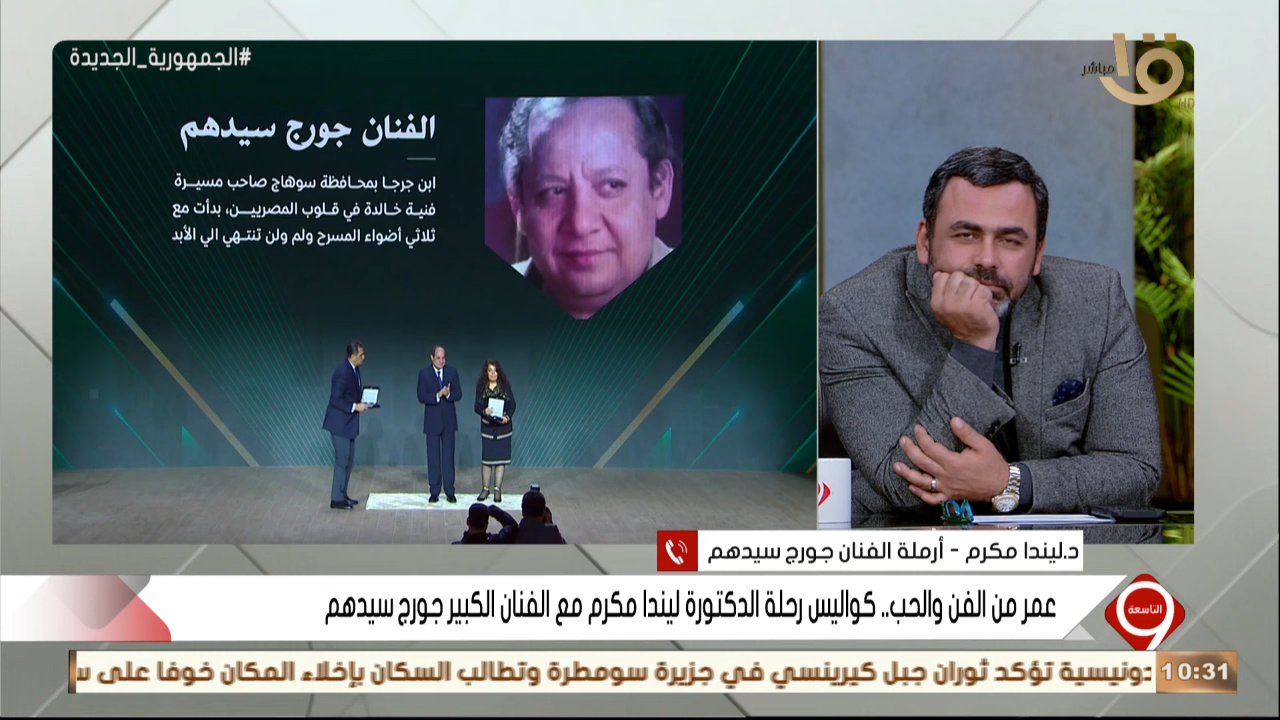 #الجمهورية_الجديدة
مباشر
HD
الفنان جورج سيدهم
ابن جرجا بمحافظة سوهاج صاحب مسيرة
فنية خالدة في قلوب المصريين، بدأت مع
ثلاثي أضواء المسرح ولم ولن تنتهي الي الأبد
د.ليندا مكرم - أرملة الفنان جورج سيدهم
عمر من الفن والحب.. كواليس رحلة الدكتورة ليندا مكرم مع الفنان الكبير جورج سيدهم
التاسعة
9
10:31
دونيسية تؤكد ثوران جبل كيرينسي في جزيرة سومطرة وتطالب السكان بإخلاء المكان خوفا على س